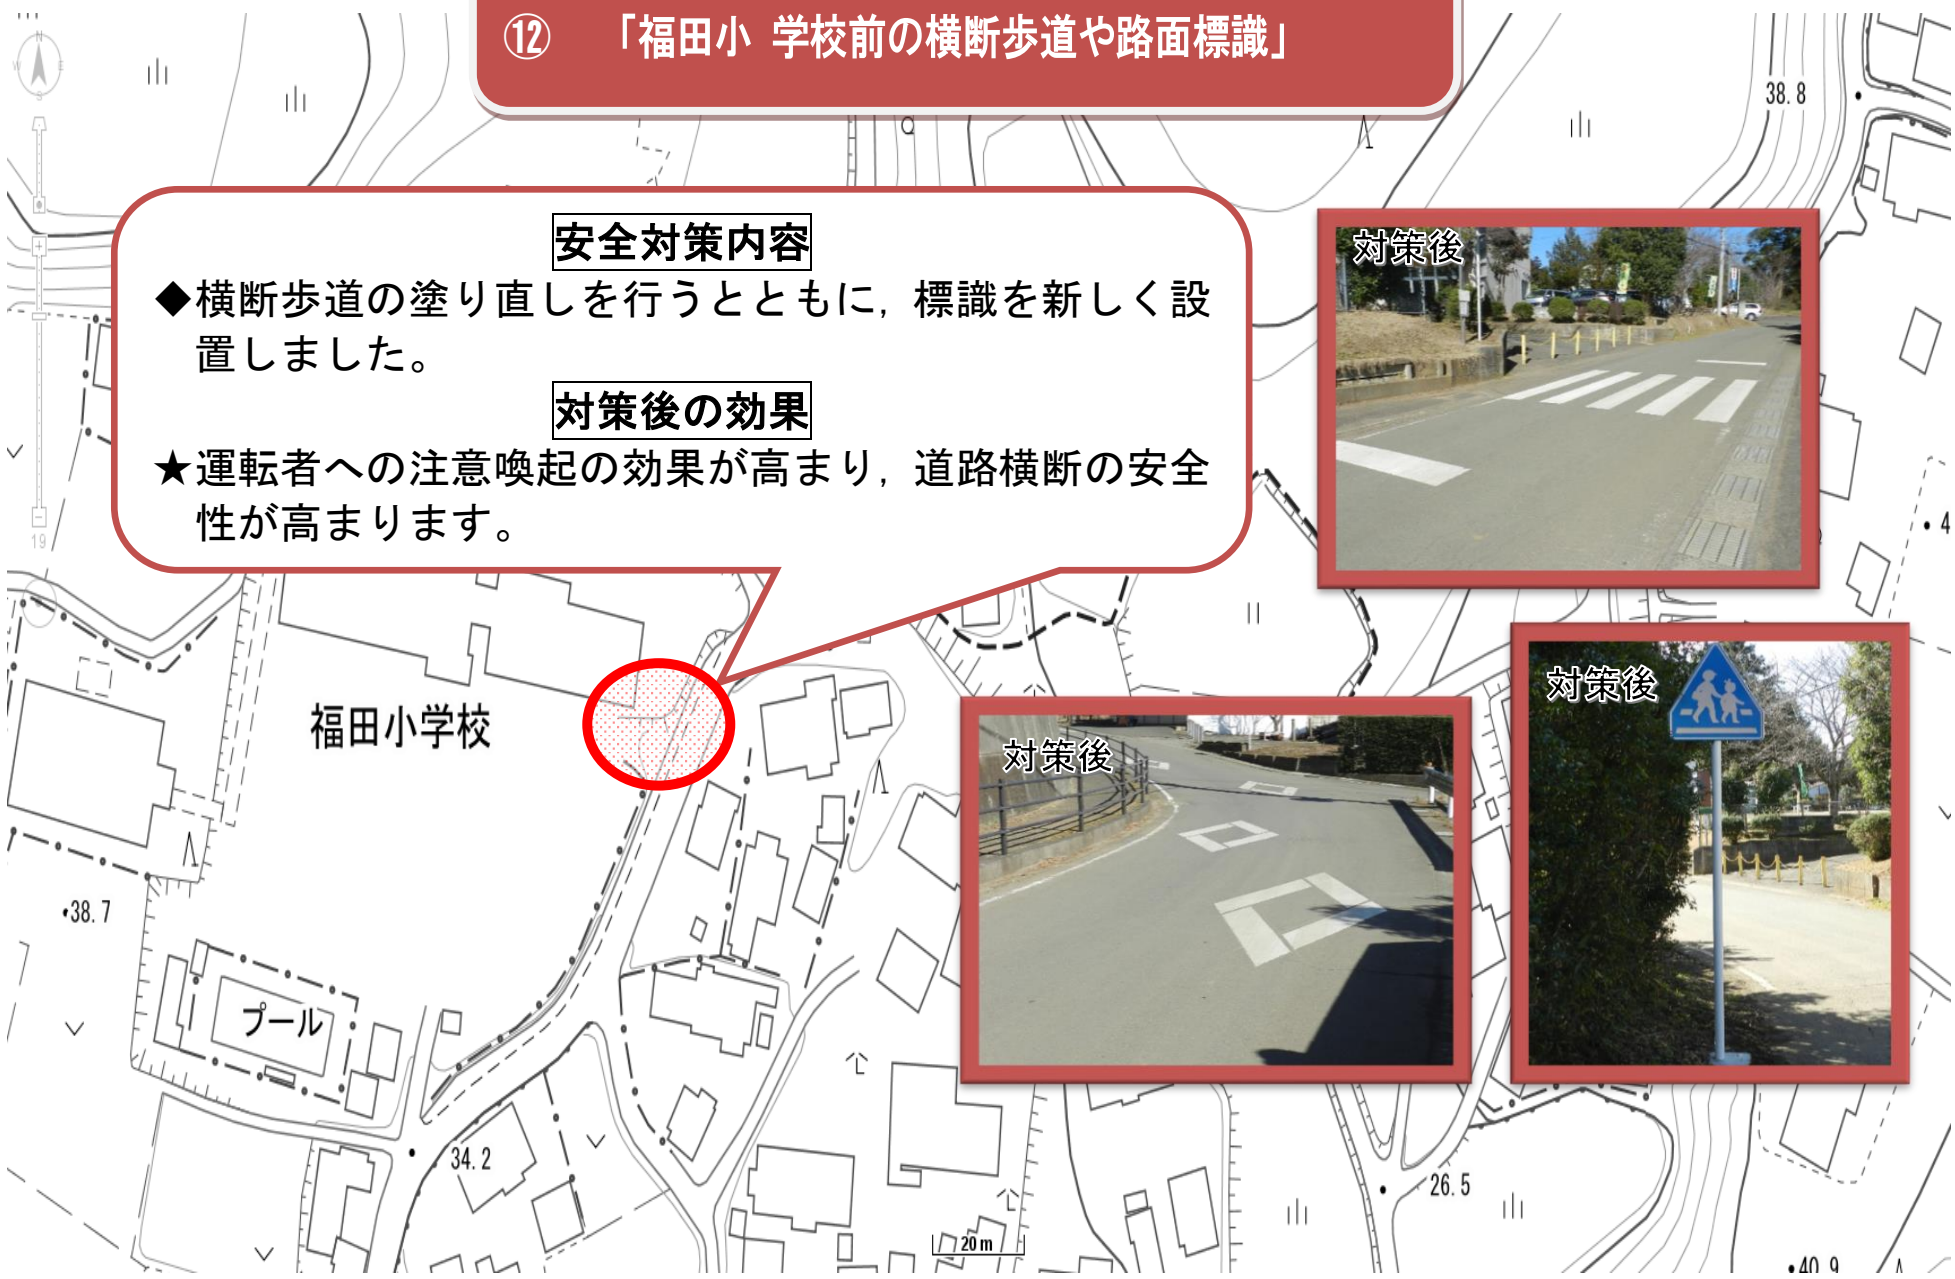 ⑫ 「福田小 学校前の横断歩道や路面標識」
安全対策内容
◆横断歩道の塗り直しを行うとともに,標識を新しく設
置しました。
対策後の効果
★運転者への注意喚起の効果が高まり,道路横断の安全
性が高まります。
対策後
対策後
対策後
福田小学校
プール
38.8
38.7
34.2
26.5
40.9
20m
19
N
W
E
S